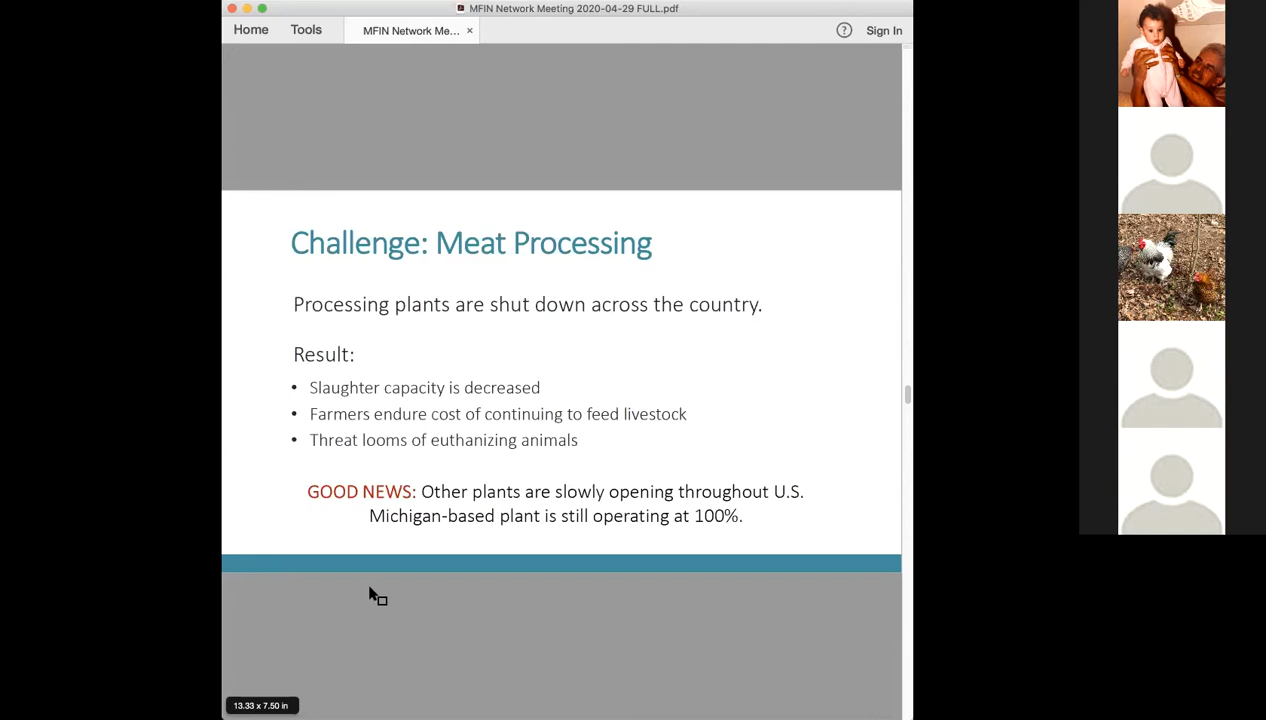 MFIN Network Meeting 2020-04-29 FULL.pdf
Home Tools MFIN Network Me... × ? Sign In
Challenge: Meat Processing
Processing plants are shut down across the country.
Result:
• Slaughter capacity is decreased
• Farmers endure cost of continuing to feed livestock
• Threat looms of euthanizing animals
GOOD NEWS: Other plants are slowly opening throughout U.S.
Michigan-based plant is still operating at 100%.
13.33 x 7.50 in